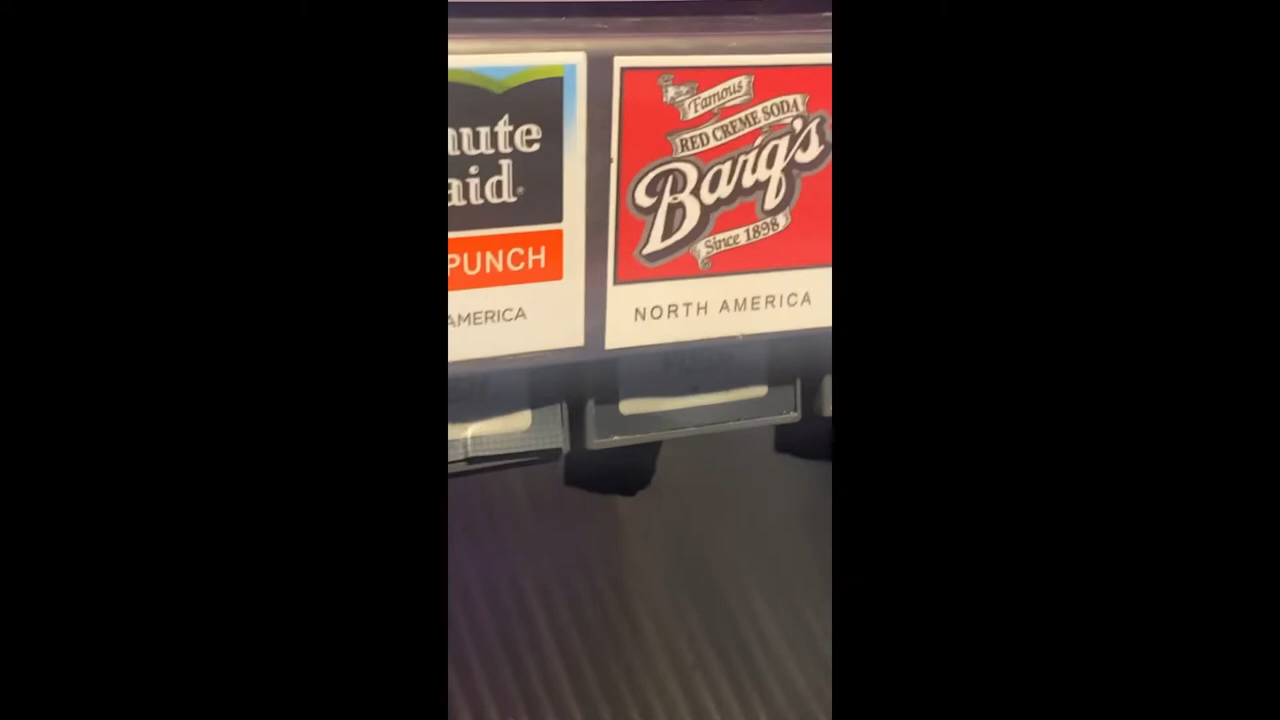 nute
aid
PUNCH
AMERICA
Famous
RED CREME SODA
Barq's
Since 1898
NORTH AMERICA